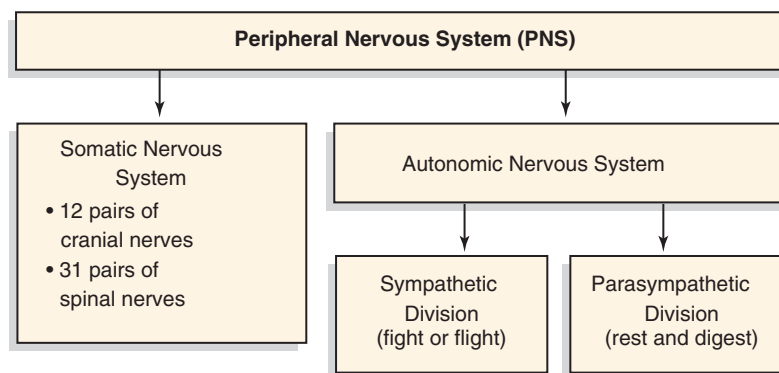 Peripheral Nervous System (PNS)
Somatic Nervous
System
• 12 pairs of
cranial nerves
• 31 pairs of
spinal nerves
Autonomic Nervous System
Sympathetic
Division
(fight or flight)
Parasympathetic
Division
(rest and digest)